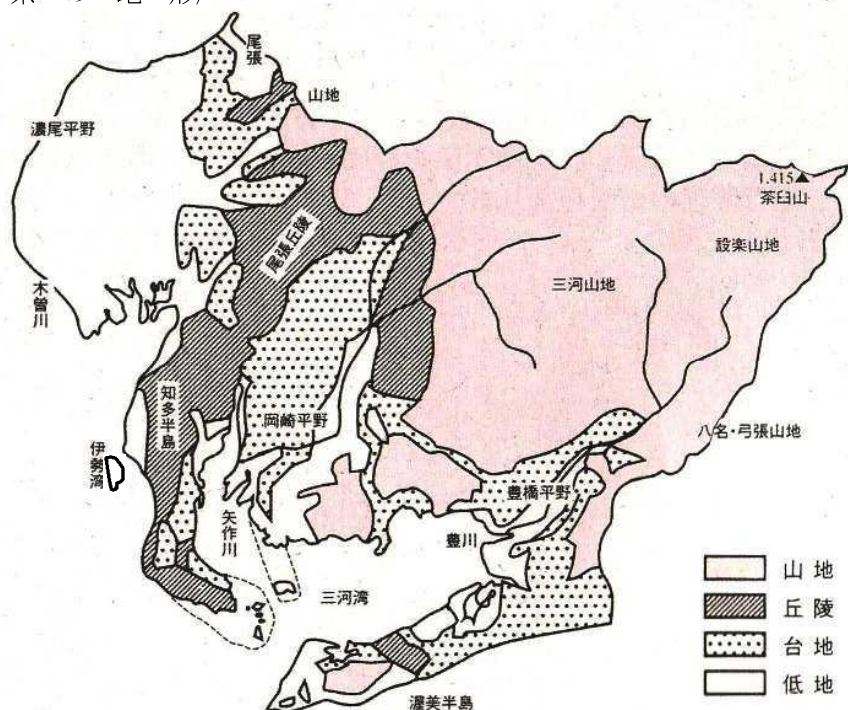 尾張
山地
濃尾平野
1.415▲
茶臼山
設楽山地
尾張丘陵
三河山地
木曽川
知多半島
岡崎平野
八名・弓張山地
伊勢湾
豊橋平野
矢作川
豊川
三河湾
渥美半島
山地
丘陵
台地
低地